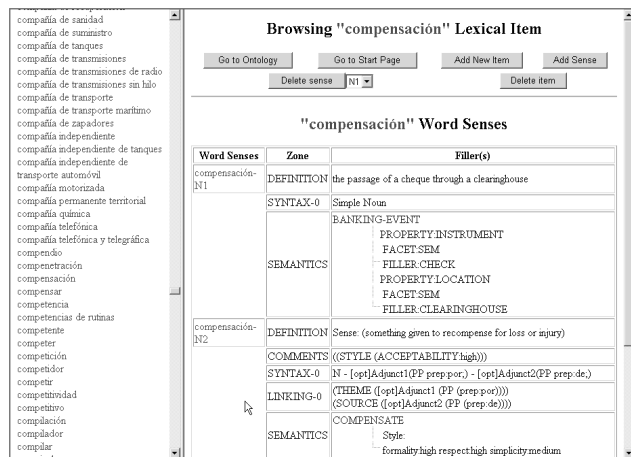 compañía de sanidad
compañía de suministro
compañía de tanques
compañía de transmisiones
compañía de transmisiones de radio
compañía de transmisiones sin hilo
compañía de transporte
compañía de transporte marítimo
compañía de zapadores
compañía independiente
compañía independiente de tanques
compañía independiente de
transporte automóvil
compañía motorizada
compañía permanente territorial
compañía química
compañía telefónica
compañía telefónica y telegráfica
compendio
compenetración
compensación
compensar
competencia
competencias de rutinas
competente
competer
competición
competidor
competir
competitividad
competitivo
compilación
compilador
compilar
Browsing "compensación" Lexical Item
Go to Ontology Go to Start Page Add New Item Add Sense
Delete sense N1 Delete item
"compensación" Word Senses
Word Senses Zone Filler(s)
compensación-
N1
DEFINITION the passage of a cheque through a clearinghouse
SYNTAX-0 Simple Noun
SEMANTICS
BANKING-EVENT
PROPERTY:INSTRUMENT
FACET:SEM
FILLER:CHECK
PROPERTY:LOCATION
FACET:SEM
FILLER:CLEARINGHOUSE
compensación-
N2
DEFINITION Sense: (something given to recompense for loss or injury)
COMMENTS ((STYLE (ACCEPTABILITY:high)))
SYNTAX-0 N - [opt]Adjunct1(PP prep:por;) - [opt]Adjunct2(PP prep:de;)
LINKING-0
(THEME ([opt]Adjunct1 (PP (prep:por))))
(SOURCE ([opt]Adjunct2 (PP (prep:de))))
SEMANTICS
COMPENSATE
Style:
formality:high respect:high simplicity:medium